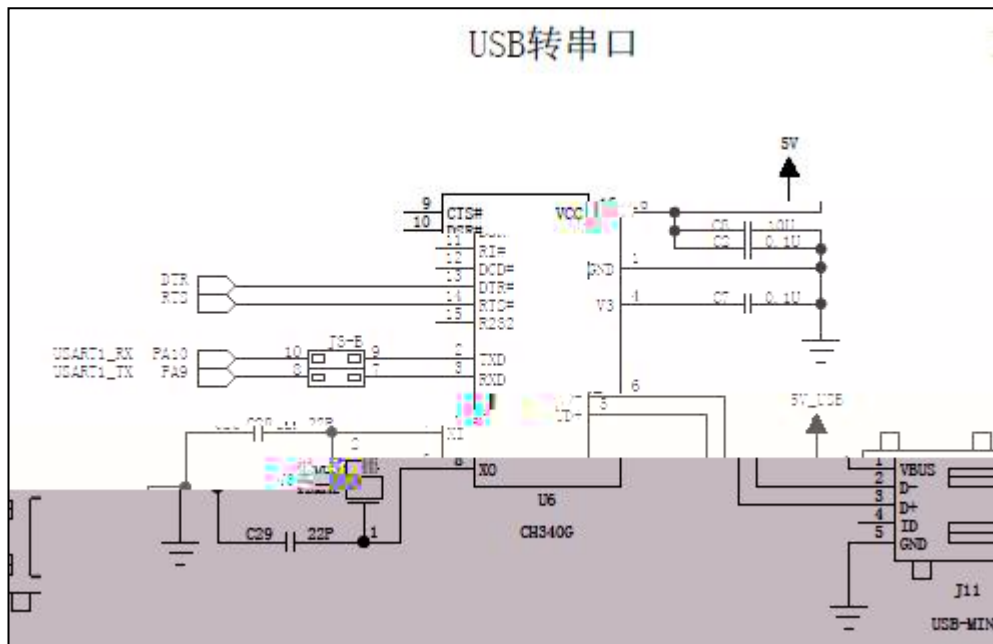 USB转串口
5V
9 CTS#
10 DSR#
VCC
C2 0.1U
11 RI#
12 DCD#
GND 1
DTR 13 DTR#
RTS 14 RTS#
V3 4 C7 0.1U
15 R232
J3-B
USART1_RX PA10 10 9 2 TXD
USART1_TX PA9 8 7 3 RXD
6
5V_USB
XI
8 XO
1 VBUS
2 D-
3 D+
4 ID
5 GND
U6
C29 22P 1
CH340G
J11